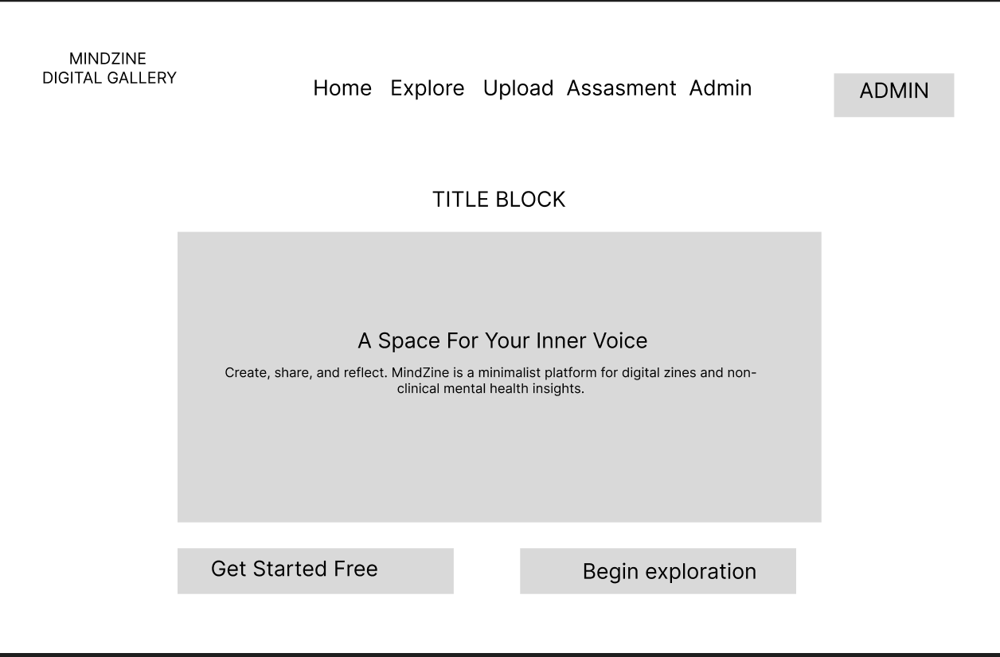 MINDZINE
DIGITAL GALLERY
Home Explore Upload Assasment Admin
ADMIN
TITLE BLOCK
A Space For Your Inner Voice
Create, share, and reflect. MindZine is a minimalist platform for digital zines and non-
clinical mental health insights.
Get Started Free
Begin exploration